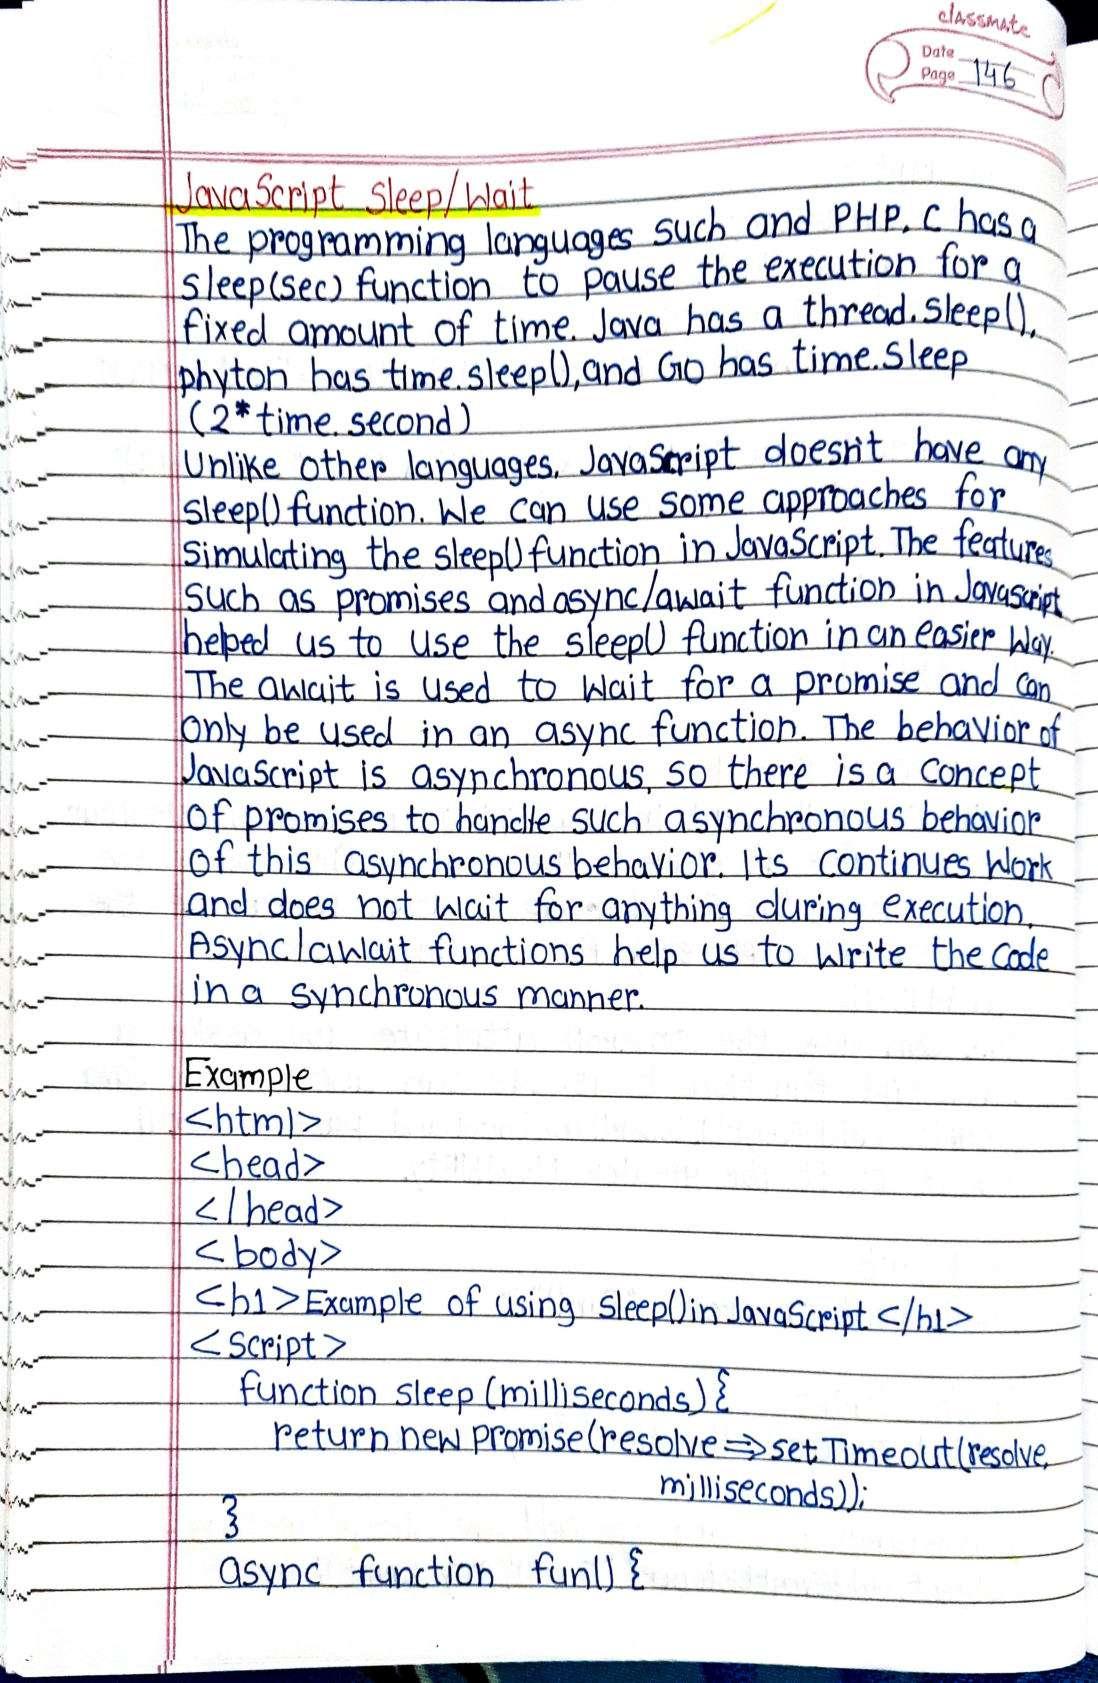 classmate
Date
Page 146
JavaScript Sleep/Wait
The programming languages such and PHP, C has a
sleep(sec) function to pause the execution for a
fixed amount of time. Java has a thread.sleep(),
phyton has time.sleep(), and Go has time.Sleep
(2*time.second)
Unlike other languages, JavaScript doesn't have any
sleep() function. We can use some approaches for
simulating the sleep() function in JavaScript. The features
such as promises and async/await function in Javascript
helped us to use the sleep() function in an easier way.
The await is used to wait for a promise and can
only be used in an async function. The behavior of
JavaScript is asynchronous, so there is a concept
of promises to handle such asynchronous behavior
of this asynchronous behavior. Its continues work
and does not wait for anything during execution.
Async/await functions help us to write the code
in a synchronous manner.
Example
<html>
<head>
</head>
<body>
<h1>Example of using sleep() in JavaScript </h1>
<script>
function sleep (milliseconds) {
return new promise(resolve => setTimeout(resolve,
milliseconds));
}
async function fun() {